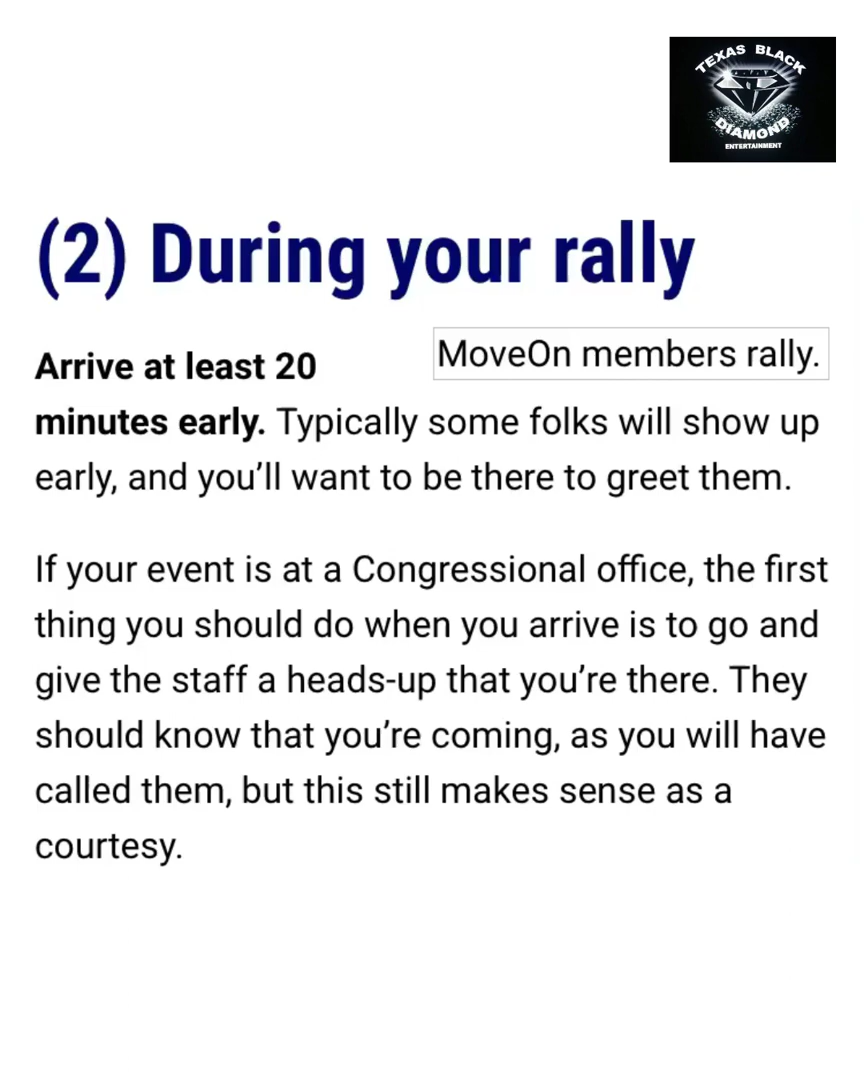 TEXAS BLACK
DIAMOND
ENTERTAINMENT
(2) During your rally
MoveOn members rally.
Arrive at least 20
minutes early. Typically some folks will show up
early, and you’ll want to be there to greet them.
If your event is at a Congressional office, the first
thing you should do when you arrive is to go and
give the staff a heads-up that you’re there. They
should know that you’re coming, as you will have
called them, but this still makes sense as a
courtesy.